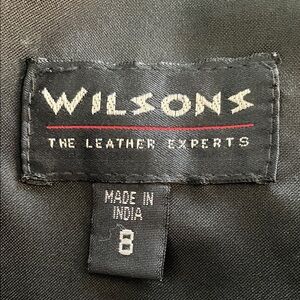 WILSONS
THE LEATHER EXPERTS
MADE IN
INDIA
8